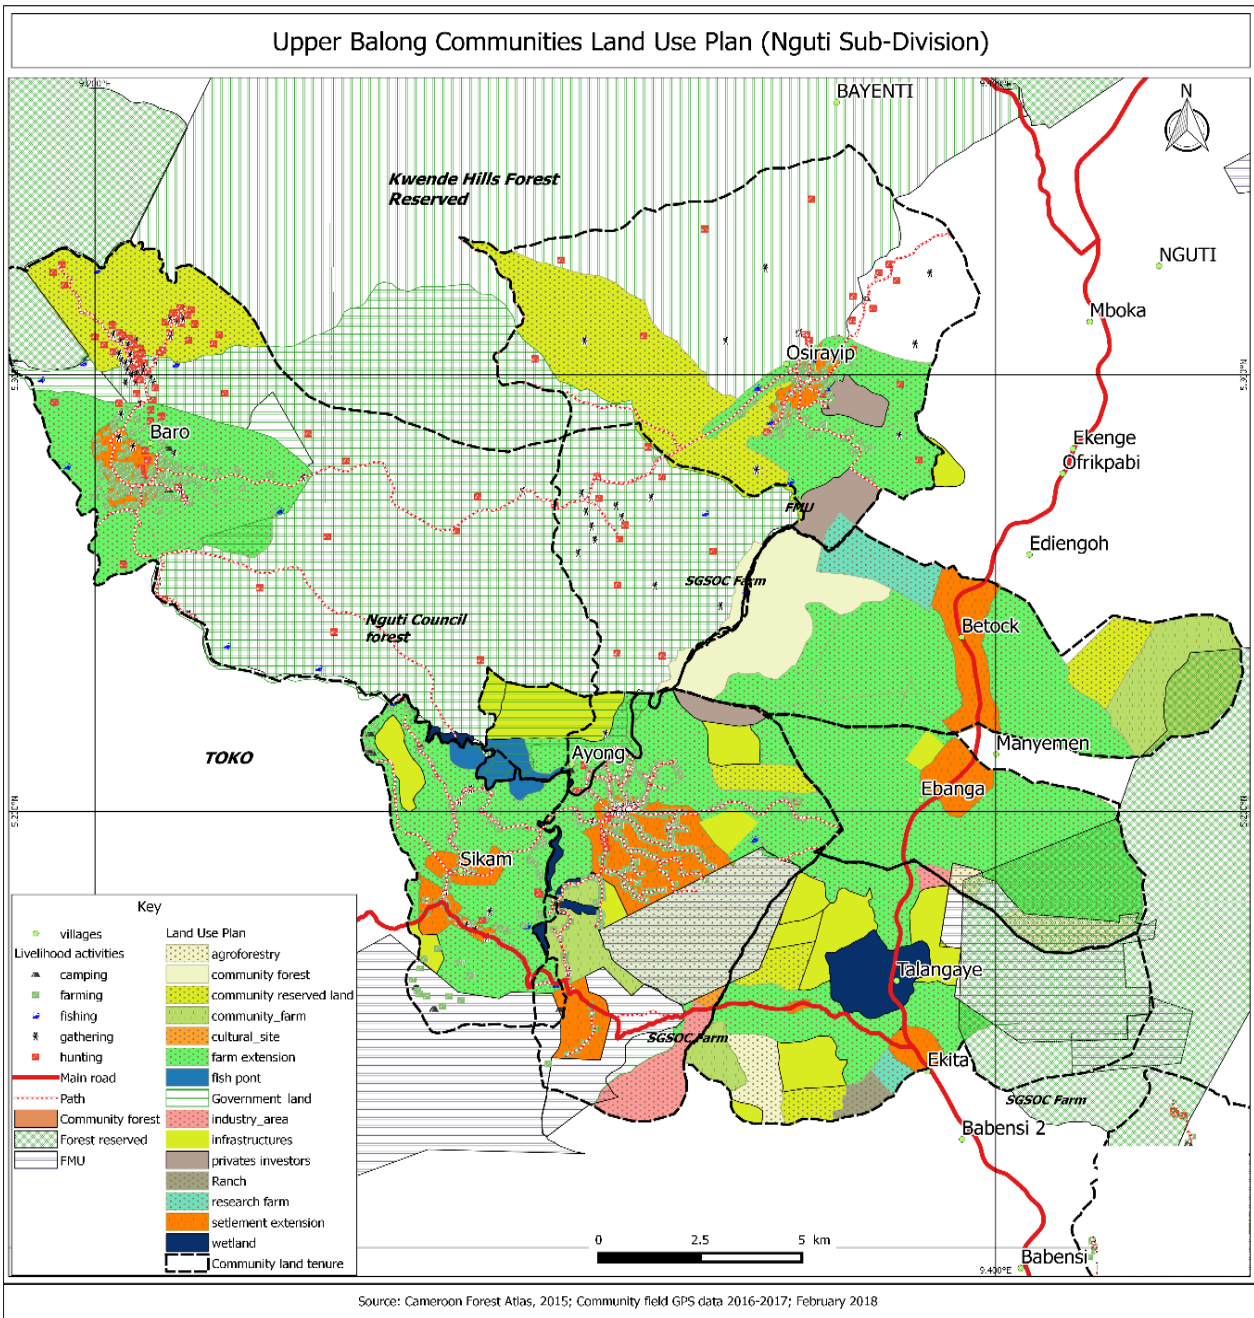 Upper Balong Communities Land Use Plan (Nguti Sub-Division)
BAYENTI
N
Kwende Hills Forest
Reserved
NGUTI
Mboka
Osirayip
Baro
Ekenge
Ofrikpabi
FMU
Ediengoh
SGSOC Farm
Nguti Council
forest
Betock
TOKO
Ayong
Manyemen
Ebanga
Sikam
Talangaye
SGSOC Farm
Ekita
SGSOC Farm
Babensi 2
Babensi
9.400°E
Key
villages
Livelihood activities
camping
farming
fishing
gathering
hunting
Main road
Path
Community forest
Forest reserved
FMU
Land Use Plan
agroforestry
community forest
community reserved land
community_farm
cultural_site
farm extension
fish pont
Government land
industry_area
infrastructures
privates investors
Ranch
research farm
setlement extension
wetland
Community land tenure
0 2.5 5 km
Source: Cameroon Forest Atlas, 2015; Community field GPS data 2016-2017; February 2018